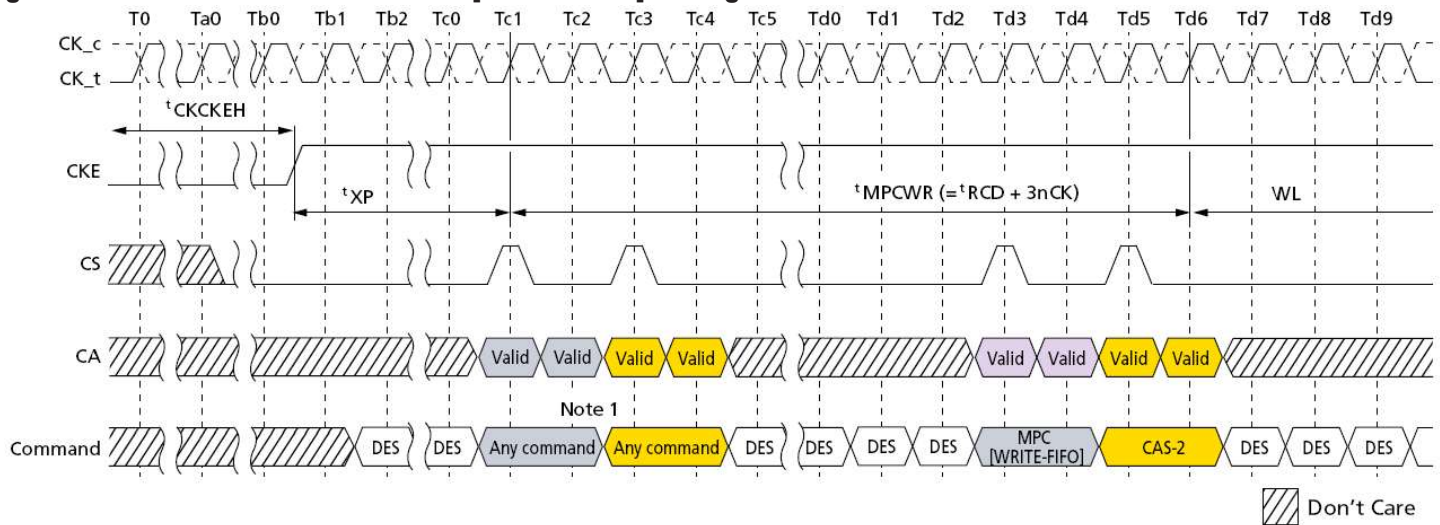 T0 Ta0 Tb0 Tb1 Tb2 Tc0 Tc1 Tc2 Tc3 Tc4 Tc5 Td0 Td1 Td2 Td3 Td4 Td5 Td6 Td7 Td8 Td9
CK_c
CK_t
tCKCKEH
CKE
tXP
tMPCWR (=tRCD + 3nCK)
WL
CS
CA
Valid Valid Valid Valid Valid Valid Valid Valid
Note 1
Command
DES DES Any command Any command DES DES DES DES MPC [WRITE-FIFO] CAS-2 DES DES DES
Don't Care